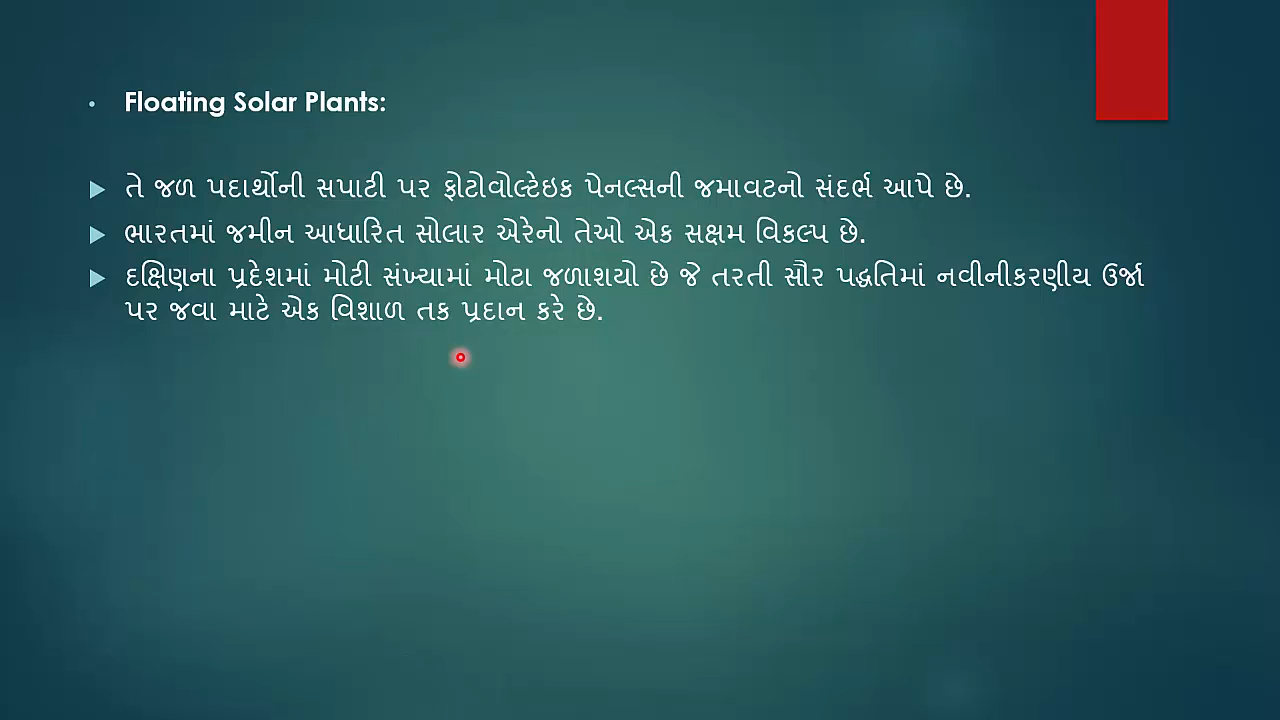 • Floating Solar Plants:
તે જળ પદાર્થોની સપાટી પર ફોટોવોલ્ટેઇક પેનલ્સની જમાવટનો સંદર્ભ આપે છે.
ભારતમાં જમીન આધારિત સોલાર એરેનો તેઓ એક સક્ષમ વિકલ્પ છે.
દક્ષિણના પ્રદેશમાં મોટી સંખ્યામાં મોટા જળાશયો છે જે તરતી સૌર પદ્ધતિમાં નવીનીકરણીય ઉર્જા
પર જવા માટે એક વિશાળ તક પ્રદાન કરે છે.